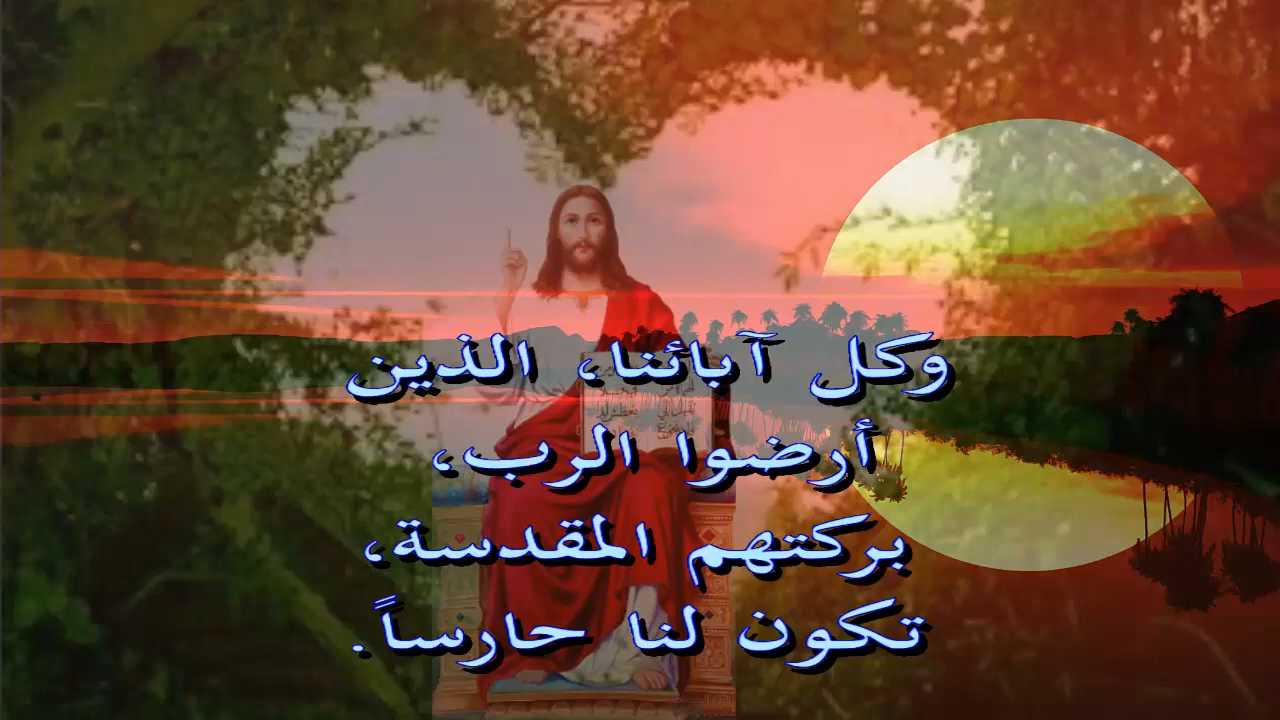 وكل آبائنا، الذين
أرضوا الرب،
بركتهم المقدسة،
تكون لنا حارساً.